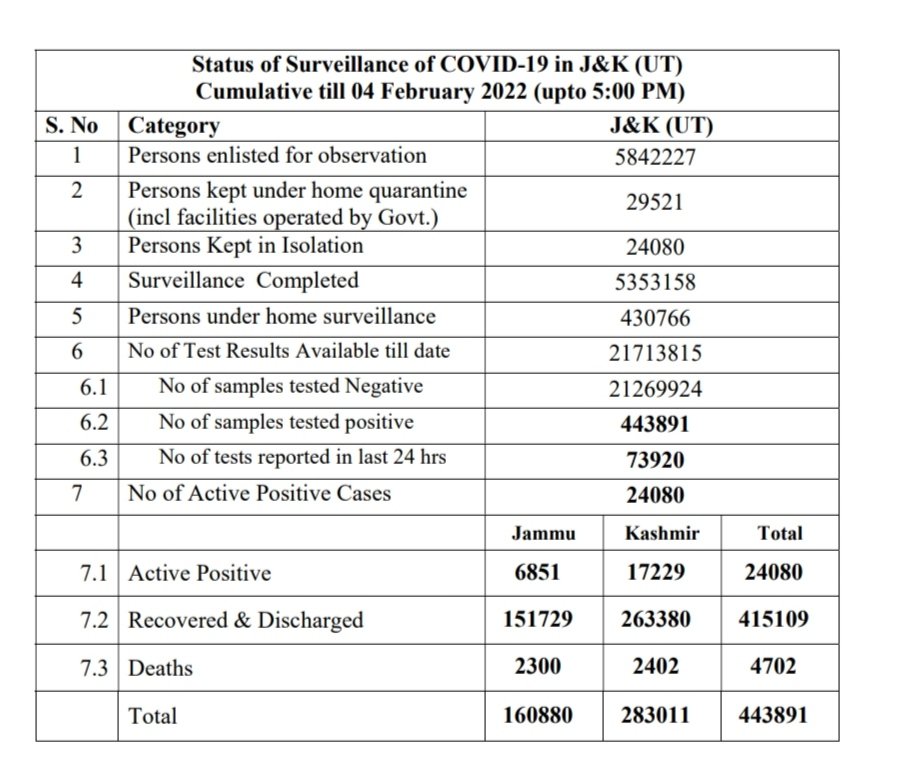 Status of Surveillance of COVID-19 in J&K (UT)
Cumulative till 04 February 2022 (upto 5:00 PM)
S. No Category J&K (UT)
1 Persons enlisted for observation 5842227
2 Persons kept under home quarantine
(incl facilities operated by Govt.) 29521
3 Persons Kept in Isolation 24080
4 Surveillance Completed 5353158
5 Persons under home surveillance 430766
6 No of Test Results Available till date 21713815
6.1 No of samples tested Negative 21269924
6.2 No of samples tested positive 443891
6.3 No of tests reported in last 24 hrs 73920
7 No of Active Positive Cases 24080
Jammu Kashmir Total
7.1 Active Positive 6851 17229 24080
7.2 Recovered & Discharged 151729 263380 415109
7.3 Deaths 2300 2402 4702
Total 160880 283011 443891